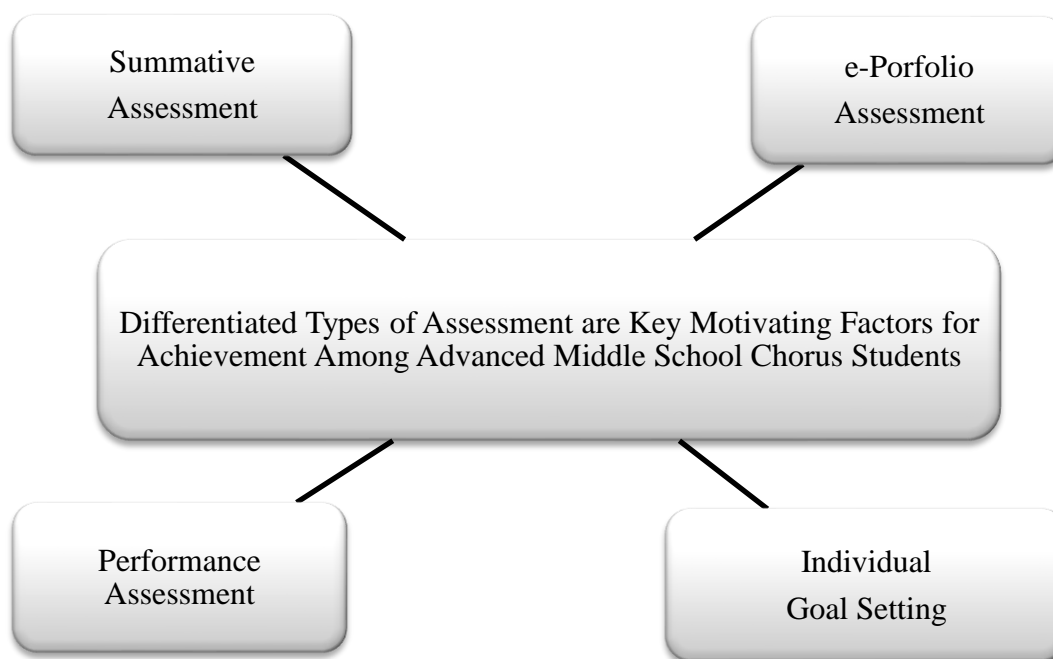 Summative
Assessment
e-Porfolio
Assessment
Differentiated Types of Assessment are Key Motivating Factors for
Achievement Among Advanced Middle School Chorus Students
Performance
Assessment
Individual
Goal Setting